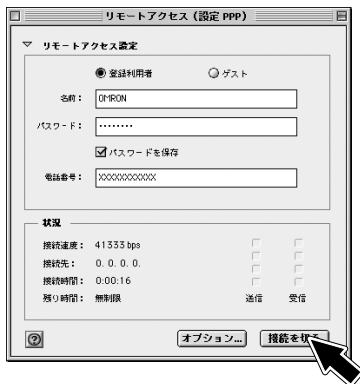 リモートアクセス (設定 PPP)
リモートアクセス設定
登録利用者 ゲスト
名前: OMRON
パスワード: ••••••••
パスワードを保存
電話番号: XXXXXXXXXXX
状況
接続速度: 41333 bps
接続先: 0. 0. 0. 0.
接続時間: 0:00:16
残り時間: 無制限 送信 受信
? オプション... 接続を切る